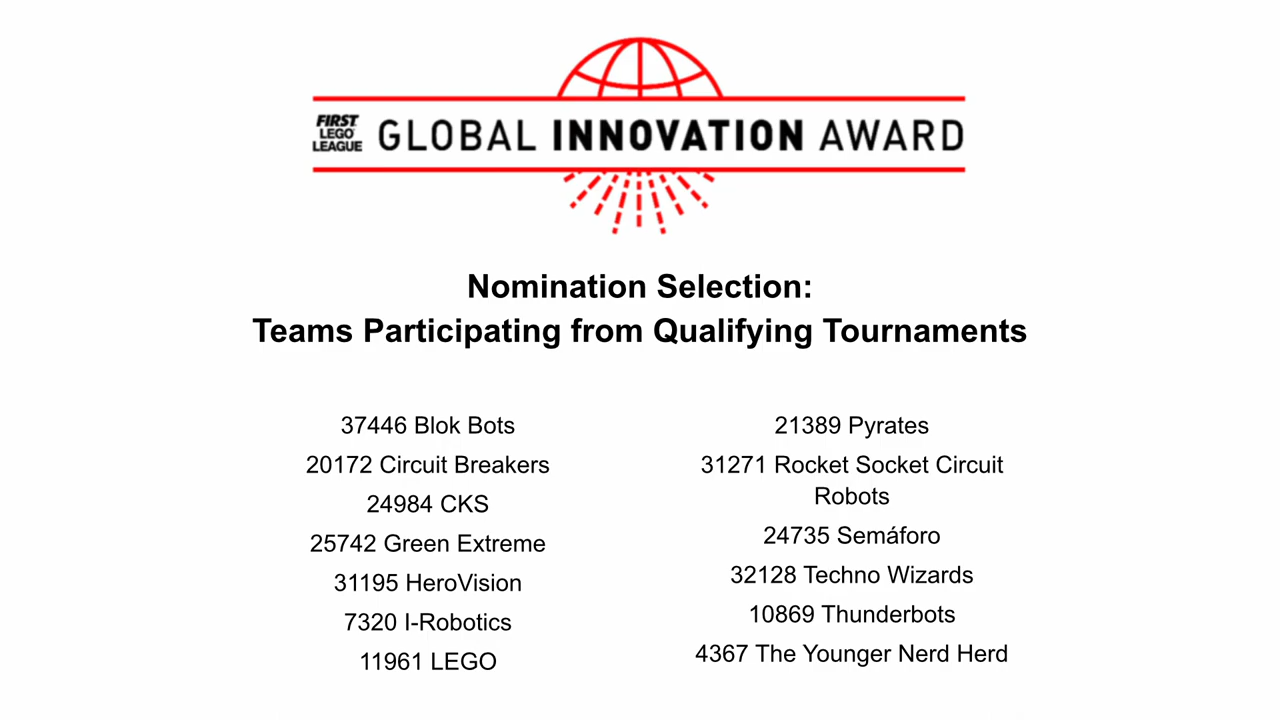 FIRST
LEGO
LEAGUE
GLOBAL INNOVATION AWARD
Nomination Selection:
Teams Participating from Qualifying Tournaments
37446 Blok Bots
20172 Circuit Breakers
24984 CKS
25742 Green Extreme
31195 HeroVision
7320 I-Robotics
11961 LEGO
21389 Pyrates
31271 Rocket Socket Circuit
Robots
24735 Semáforo
32128 Techno Wizards
10869 Thunderbots
4367 The Younger Nerd Herd